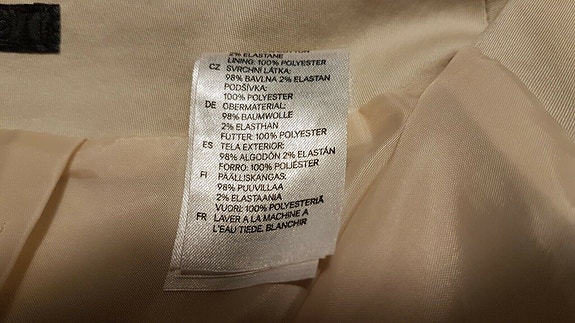 2% ELASTANE
LINING: 100% POLYESTER
CZ SVRCHNI LÁTKA:
98% BAVLNA 2% ELASTAN
PODŠÍVKA:
100% POLYESTER
DE OBERMATERIAL:
98% BAUMWOLLE
2% ELASTHAN
FUTTER: 100% POLYESTER
ES TELA EXTERIOR:
98% ALGODÓN 2% ELASTÁN
FORRO: 100% POLIÉSTER
FI PÄÄLLISKANGAS:
98% PUUVILLAA
2% ELASTAANIA
VUORI: 100% POLYESTERIÄ
FR LAVER A LA MACHINE A
L'EAU TIEDE. BLANCHIR